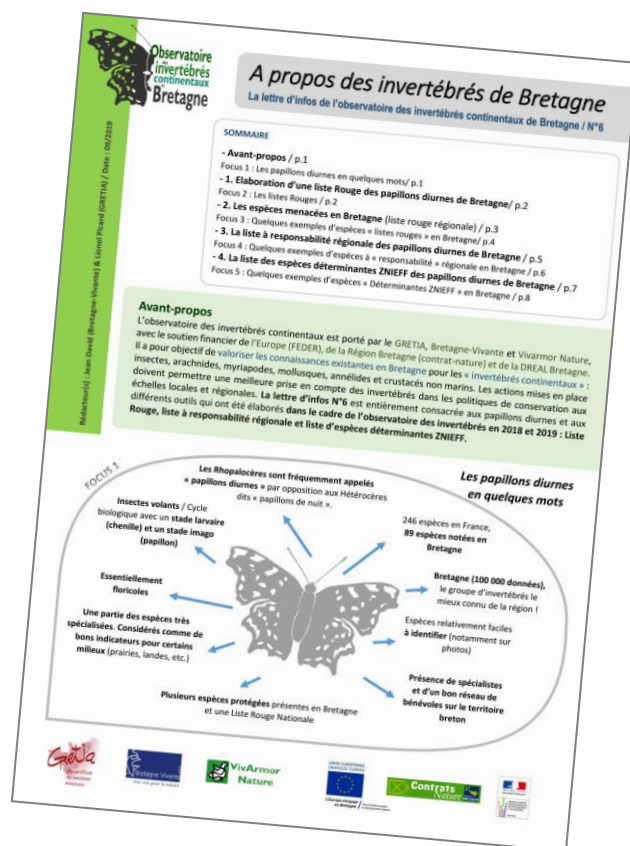 Observatoire
des
invertébrés
continentaux
Bretagne
A propos des invertébrés de Bretagne
La lettre d'infos de l'observatoire des invertébrés continentaux de Bretagne / N°6
Rédacteur(s) : Jean David (Bretagne-Vivante) & Lionel Picard (GRETIA) / Date : 09/2019
SOMMAIRE
- Avant-propos / p.1
Focus 1 : Les papillons diurnes en quelques mots/ p.1
- 1. Elaboration d'une liste Rouge des papillons diurnes de Bretagne/ p.2
Focus 2 : Les listes Rouges / p.2
- 2. Les espèces menacées en Bretagne (liste rouge régionale) / p.3
Focus 3 : Quelques exemples d'espèces « listes rouges » en Bretagne/ p.4
- 3. La liste à responsabilité régionale des papillons diurnes de Bretagne / p.5
Focus 4 : Quelques exemples d'espèces à « responsabilité » régionale en Bretagne / p.6
- 4. La liste des espèces déterminantes ZNIEFF des papillons diurnes de Bretagne / p.7
Focus 5 : Quelques exemples d'espèces « Déterminantes ZNIEFF » en Bretagne / p.8
Avant-propos
L'observatoire des invertébrés continentaux est porté par le GRETIA, Bretagne-Vivante et Vivarmor Nature,
avec le soutien financier de l'Europe (FEDER), de la Région Bretagne (contrat-nature) et de la DREAL Bretagne.
Il a pour objectif de valoriser les connaissances existantes en Bretagne pour les « invertébrés continentaux » :
insectes, arachnides, myriapodes, mollusques, annélides et crustacés non marins. Les actions mises en place
doivent permettre une meilleure prise en compte des invertébrés dans les politiques de conservation aux
échelles locales et régionales. La lettre d'infos N°6 est entièrement consacrée aux papillons diurnes et aux
différents outils qui ont été élaborés dans le cadre de l'observatoire des invertébrés en 2018 et 2019 : Liste
Rouge, liste à responsabilité régionale et liste d'espèces déterminantes ZNIEFF.
FOCUS 1
Les papillons diurnes
en quelques mots
Les Rhopalocères sont fréquemment appelés
« papillons diurnes » par opposition aux Hétérocères
dits « papillons de nuit ».
Insectes volants / Cycle
biologique avec un stade larvaire
(chenille) et un stade imago
(papillon)
246 espèces en France,
89 espèces notées en
Bretagne
Essentiellement
floricoles
Bretagne (100 000 données),
le groupe d'invertébrés le
mieux connu de la région !
Une partie des espèces très
spécialisées. Considérés comme de
bons indicateurs pour certains
milieux (prairies, landes, etc.)
Espèces relativement faciles
à identifier (notamment sur
photos)
Plusieurs espèces protégées présentes en Bretagne
et une Liste Rouge Nationale
Présence de spécialistes
et d'un bon réseau de
bénévoles sur le territoire
breton
Gretia
Bretagne Vivante
VivArmor
Nature
Contrats
Nature